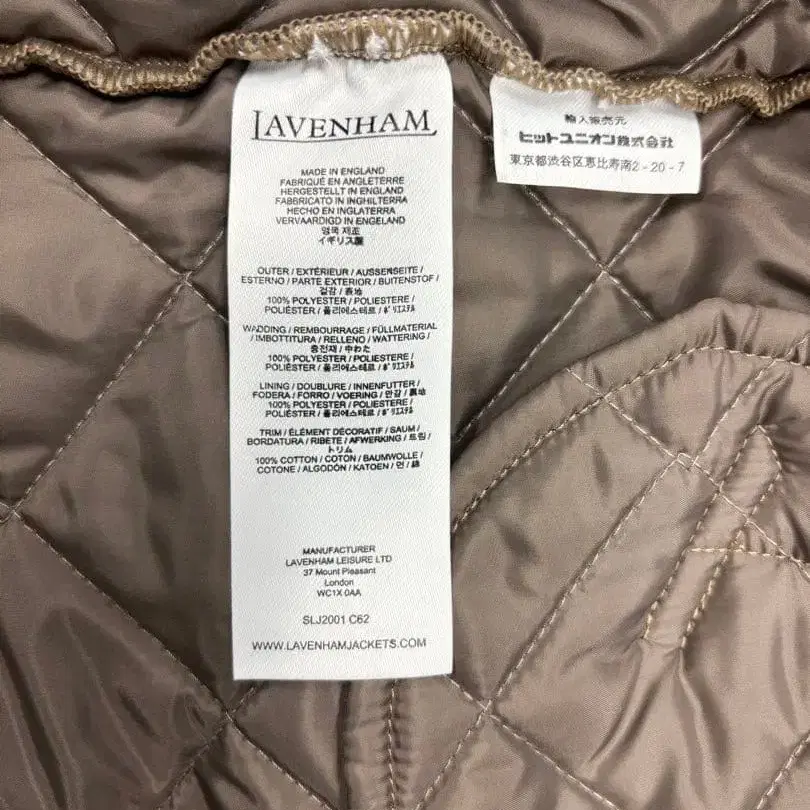 LAVENHAM
MADE IN ENGLAND
FABRIQUÉ EN ANGLETERRE
HERGESTELLT IN ENGLAND
FABBRICATO IN INGHILTERRA
HECHO EN INGLATERRA
VERVAARDIGD IN ENGELAND
영국 제조
イギリス製
OUTER / EXTÉRIEUR / AUSSENSEITE /
ESTERNO / PARTE EXTERIOR / BUITENSTOF /
겉감 / 表地
100% POLYESTER / POLIESTERE /
POLIÉSTER / 폴리에스테르 / ポリエステル
WADDING / REMBOURRAGE / FÜLLMATERIAL
/ IMBOTTITURA / RELLENO / WATTERING /
충전재 / 中わた
100% POLYESTER / POLIESTERE /
POLIÉSTER / 폴리에스테르 / ポリエステル
LINING / DOUBLURE / INNENFUTTER /
FODERA / FORRO / VOERING / 안감 / 裏地
100% POLYESTER / POLIESTERE /
POLIÉSTER / 폴리에스테르 / ポリエステル
TRIM / ÉLÉMENT DÉCORATIF / SAUM /
BORDATURA / RIBETE / AFWERKING / 트림 /
トリム
100% COTTON / COTON / BAUMWOLLE /
COTONE / ALGODÓN / KATOEN / 면 / 綿
MANUFACTURER
LAVENHAM LEISURE LTD
37 Mount Pleasant
London
WC1X 0AA
SLJ2001 C62
WWW.LAVENHAMJACKETS.COM
輸入販売元
ヒットユニオン株式会社
東京都渋谷区恵比寿南2-20-7